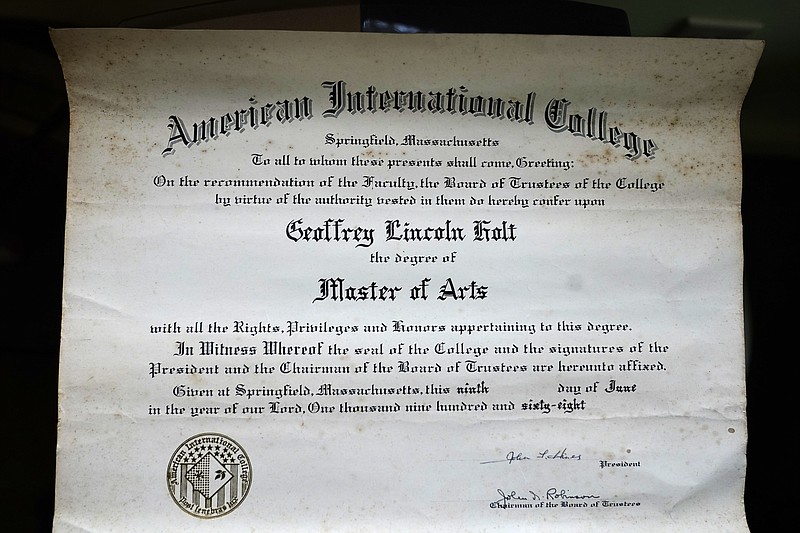 American International College
Springfield, Massachusetts
To all to whom these presents shall come, Greeting:
On the recommendation of the Faculty, the Board of Trustees of the College
by virtue of the authority vested in them do hereby confer upon
Geoffrey Lincoln Holt
the degree of
Master of Arts
with all the Rights, Privileges and Honors appertaining to this degree.
In Witness Whereof the seal of the College and the signatures of the
President and the Chairman of the Board of Trustees are hereunto affixed.
Given at Springfield, Massachusetts, this ninth day of June
in the year of our Lord, One thousand nine hundred and sixty-eight
American International College
Post Tenebras Lux
John
President
John N. Robinson
Chairman of the Board of Trustees